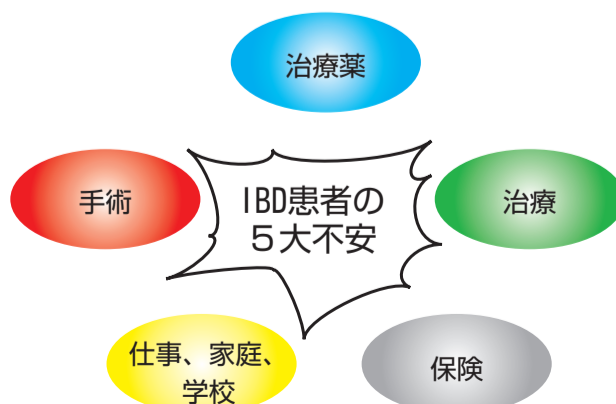 治療薬
手術
IBD患者の
５大不安
治療
仕事、家庭、
学校
保険